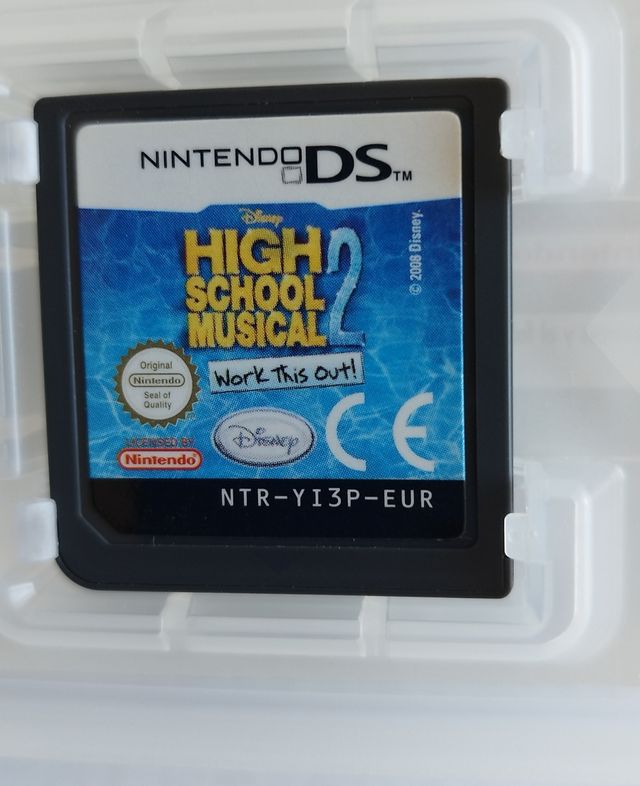 NINTENDO DS TM
Disney
HIGH
SCHOOL
MUSICAL 2
Work This Out!
© 2008 Disney.
Original
Nintendo
Seal of
Quality
LICENSED BY
Nintendo
Disney
CE
NTR-YI3P-EUR